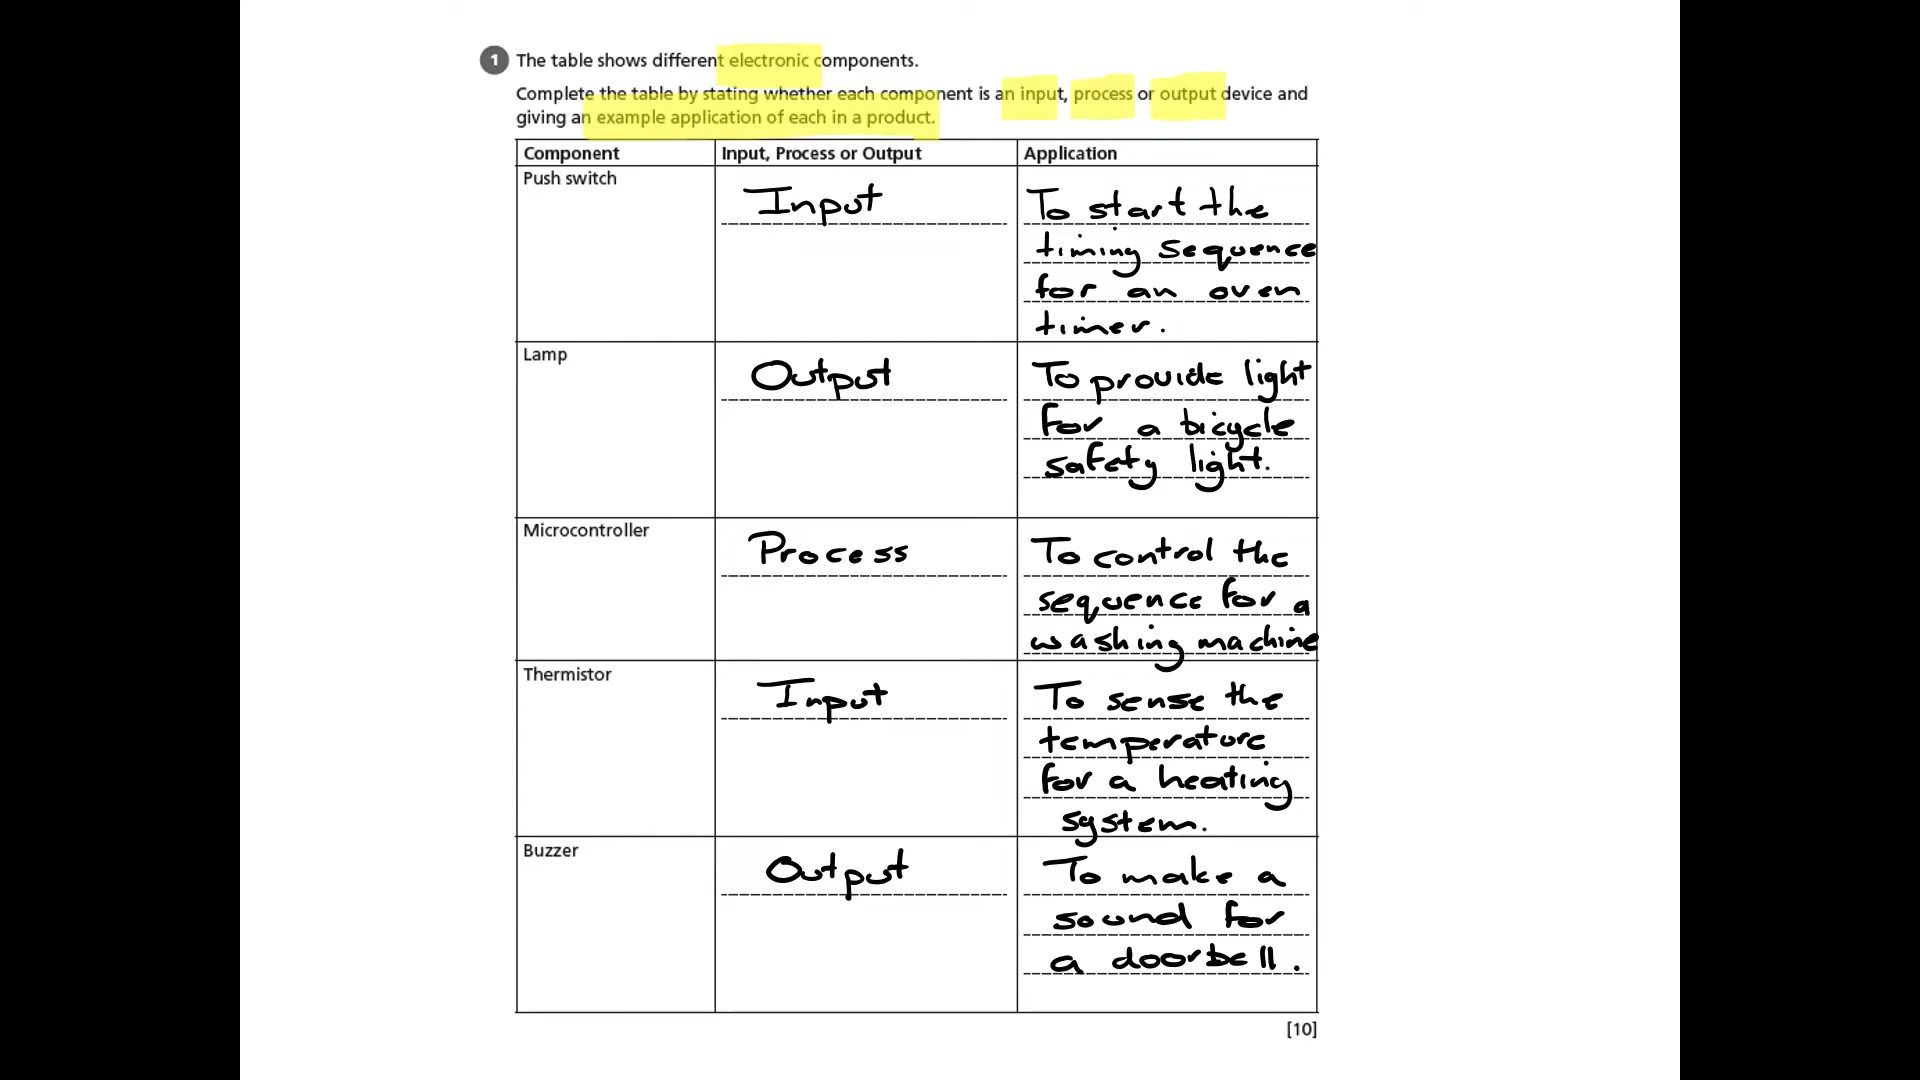 1 The table shows different electronic components.
Complete the table by stating whether each component is an input, process or output device and
giving an example application of each in a product.
Component Input, Process or Output Application
Push switch
Input To start the
timing sequence
for an oven
timer.
Lamp
Output To provide light
for a bicycle
safety light.
Microcontroller
Process To control the
sequence for a
washing machine
Thermistor
Input To sense the
temperature
for a heating
system.
Buzzer
Output To make a
sound for
a doorbell.
[10]